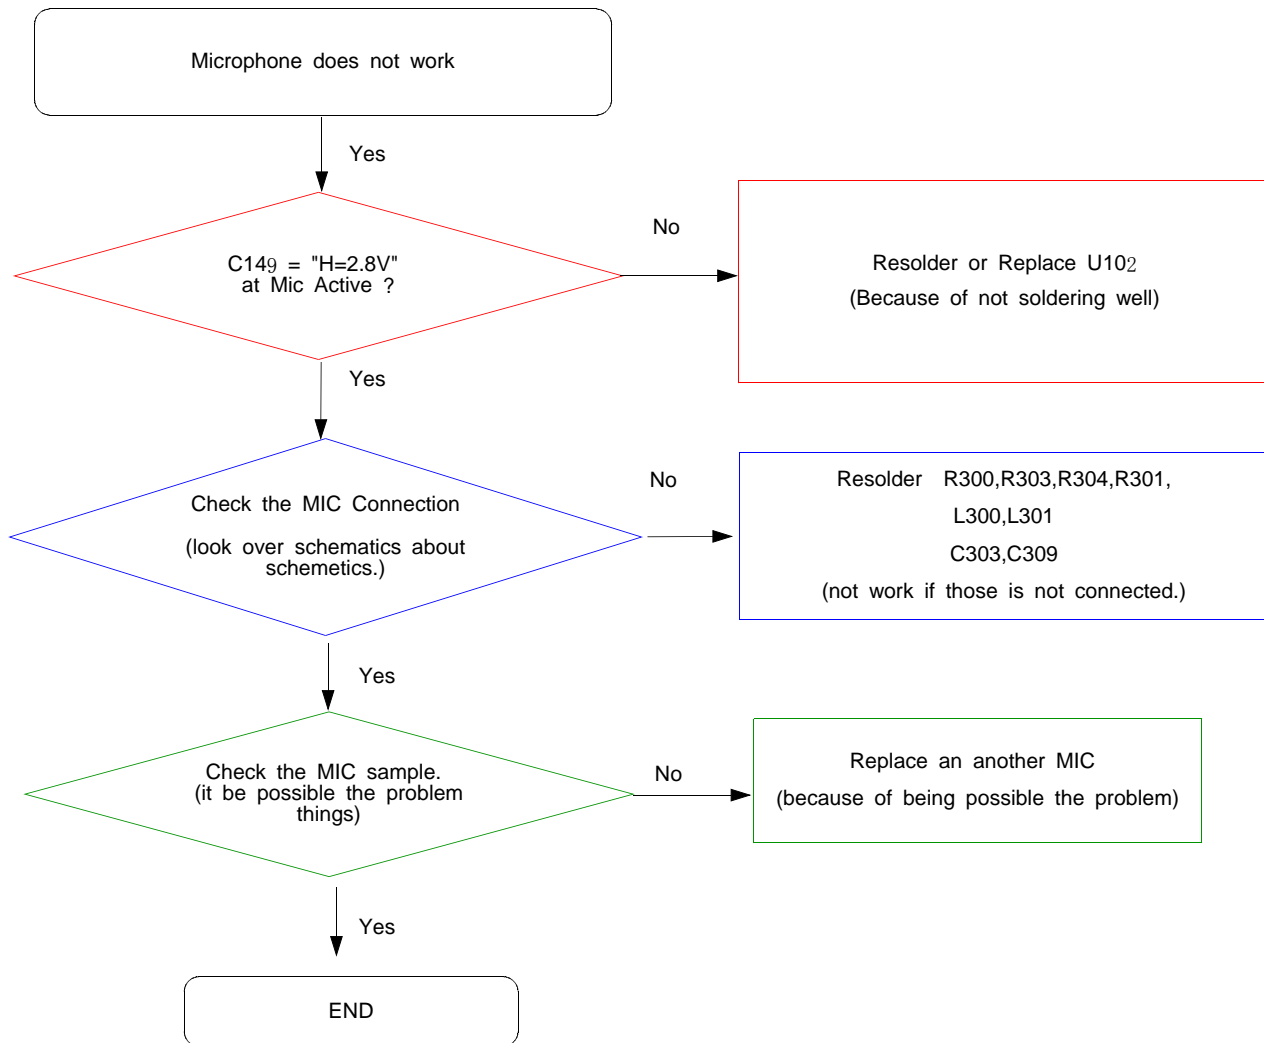 Microphone does not work
Yes
C149 = "H=2.8V"
at Mic Active ?
No
Resolder or Replace U102
(Because of not soldering well)
Yes
Check the MIC Connection
(look over schematics about
schemetics.)
No
Resolder R300,R303,R304,R301,
L300,L301
C303,C309
(not work if those is not connected.)
Yes
Check the MIC sample.
(it be possible the problem
things)
No
Replace an another MIC
(because of being possible the problem)
Yes
END